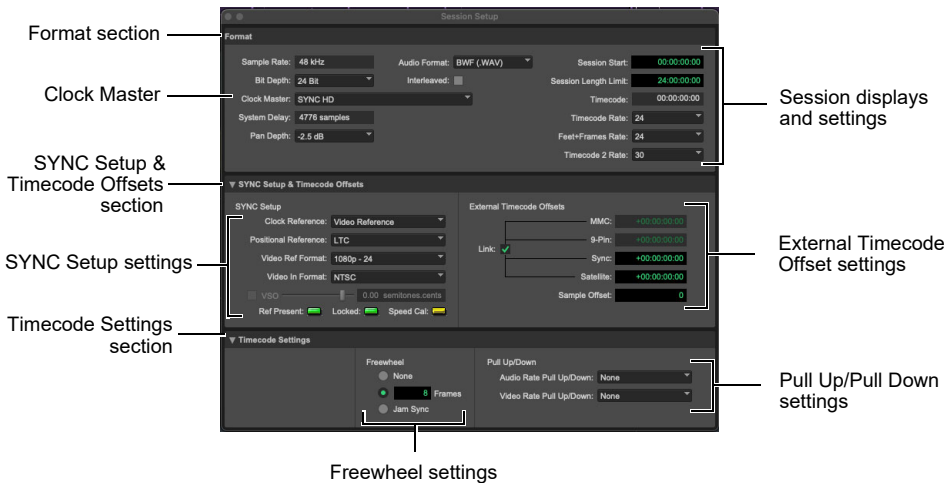 Session Setup
Format section
Format
Sample Rate: 48 kHz
Audio Format: BWF (.WAV)
Session Start: 00:00:00:00
Bit Depth: 24 Bit
Interleaved:
Session Length Limit: 24:00:00:00
Clock Master
Clock Master: SYNC HD
Timecode: 00:00:00:00
System Delay: 4776 samples
Timecode Rate: 24
Pan Depth: -2.5 dB
Feet+Frames Rate: 24
Timecode 2 Rate: 30
Session displays
and settings
SYNC Setup &
Timecode Offsets
section
SYNC Setup & Timecode Offsets
SYNC Setup
Clock Reference: Video Reference
Positional Reference: LTC
Video Ref Format: 1080p - 24
Video In Format: NTSC
VSO 0.00 semitones.cents
Ref Present: Locked: Speed Cal:
SYNC Setup settings
External Timecode Offsets
Link:
MMC: +00:00:00:00
9-Pin: +00:00:00:00
Sync: +00:00:00:00
Satellite: +00:00:00:00
Sample Offset: 0
External Timecode
Offset settings
Timecode Settings
section
Timecode Settings
Freewheel
None
8 Frames
Jam Sync
Pull Up/Down
Audio Rate Pull Up/Down: None
Video Rate Pull Up/Down: None
Pull Up/Pull Down
settings
Freewheel settings